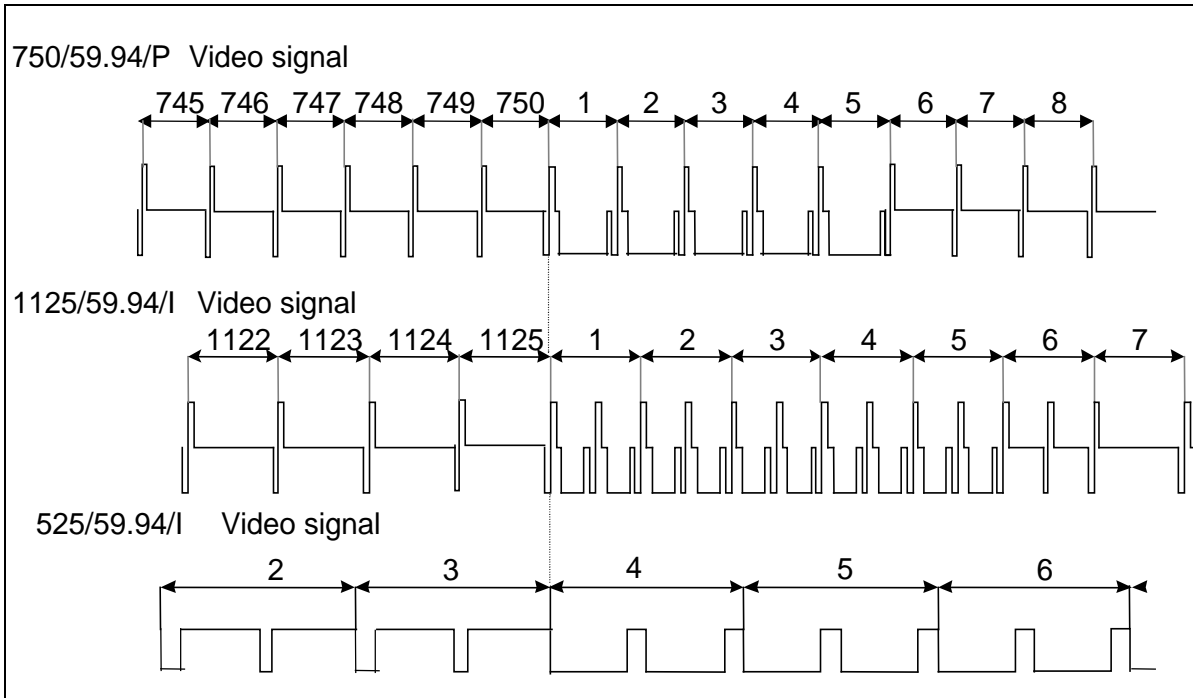 750/59.94/P Video signal
745 746 747 748 749 750 1 2 3 4 5 6 7 8
1125/59.94/I Video signal
1122 1123 1124 1125 1 2 3 4 5 6 7
525/59.94/I Video signal
2 3 4 5 6